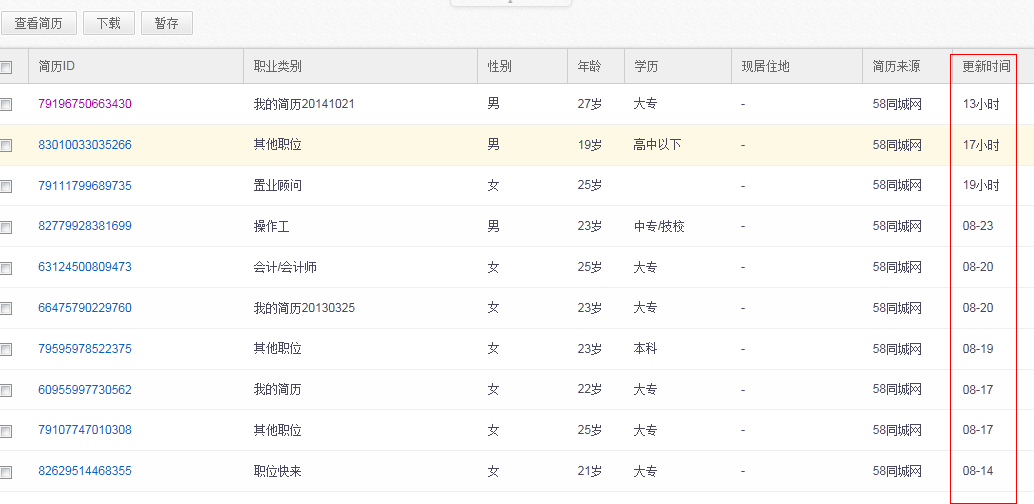 查看简历 下载 暂存
简历ID 职业类别 性别 年龄 学历 现居住地 简历来源 更新时间
79196750663430 我的简历20141021 男 27岁 大专 - 58同城网 13小时
83010033035266 其他职位 男 19岁 高中以下 - 58同城网 17小时
79111799689735 置业顾问 女 25岁 - 58同城网 19小时
82779928381699 操作工 男 23岁 中专/技校 - 58同城网 08-23
63124500809473 会计/会计师 女 25岁 大专 - 58同城网 08-20
66475790229760 我的简历20130325 女 23岁 大专 - 58同城网 08-20
79595978522375 其他职位 女 23岁 本科 - 58同城网 08-19
60955997730562 我的简历 女 22岁 大专 - 58同城网 08-17
79107747010308 其他职位 女 25岁 大专 - 58同城网 08-17
82629514468355 职位快来 女 21岁 大专 - 58同城网 08-14